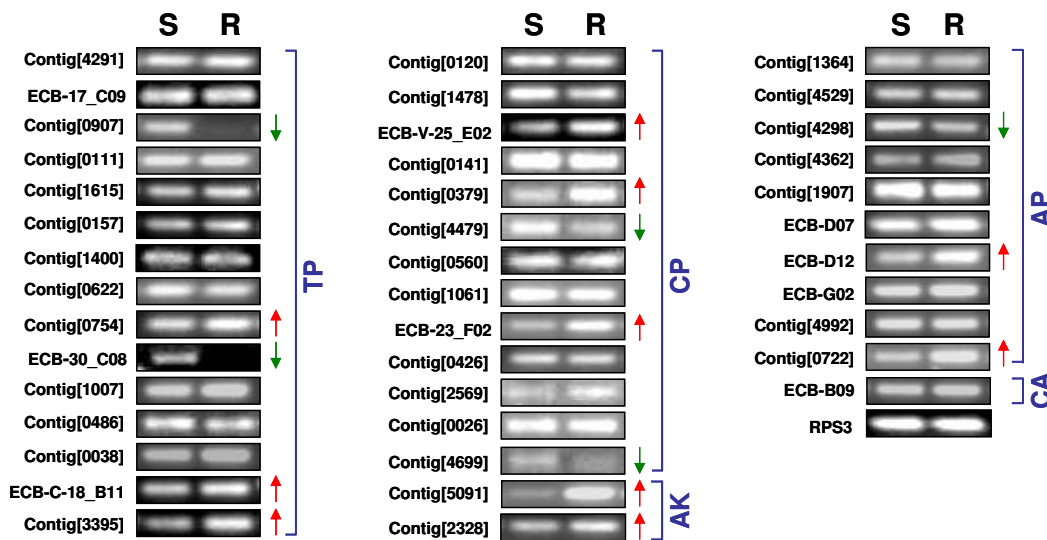 S R
Contig[4291]
ECB-17_C09
Contig[0907]
Contig[0111]
Contig[1615]
Contig[0157]
Contig[1400]
Contig[0622]
Contig[0754]
ECB-30_C08
Contig[1007]
Contig[0486]
Contig[0038]
ECB-C-18_B11
Contig[3395]
TP
S R
Contig[0120]
Contig[1478]
ECB-V-25_E02
Contig[0141]
Contig[0379]
Contig[4479]
Contig[0560]
Contig[1061]
ECB-23_F02
Contig[0426]
Contig[2569]
Contig[0026]
Contig[4699]
Contig[5091]
Contig[2328]
CP
AK
S R
Contig[1364]
Contig[4529]
Contig[4298]
Contig[4362]
Contig[1907]
ECB-D07
ECB-D12
ECB-G02
Contig[4992]
Contig[0722]
ECB-B09
RPS3
AP
CA